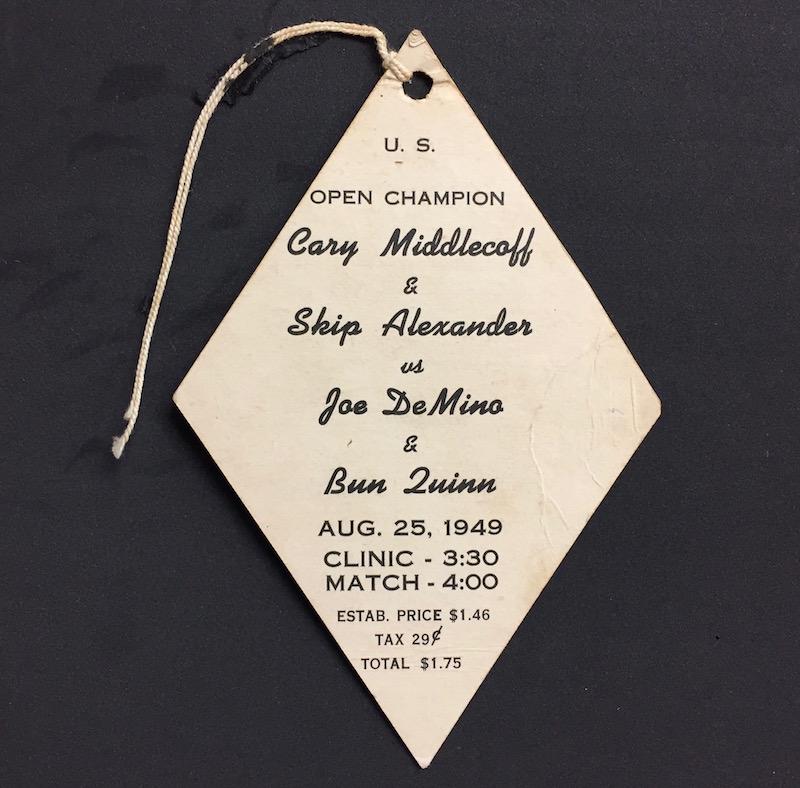 U. S.
OPEN CHAMPION
Cary Middlecoff
&
Skip Alexander
vs
Joe DeMino
&
Bun Quinn
AUG. 25, 1949
CLINIC - 3:30
MATCH - 4:00
ESTAB. PRICE $1.46
TAX 29¢
TOTAL $1.75